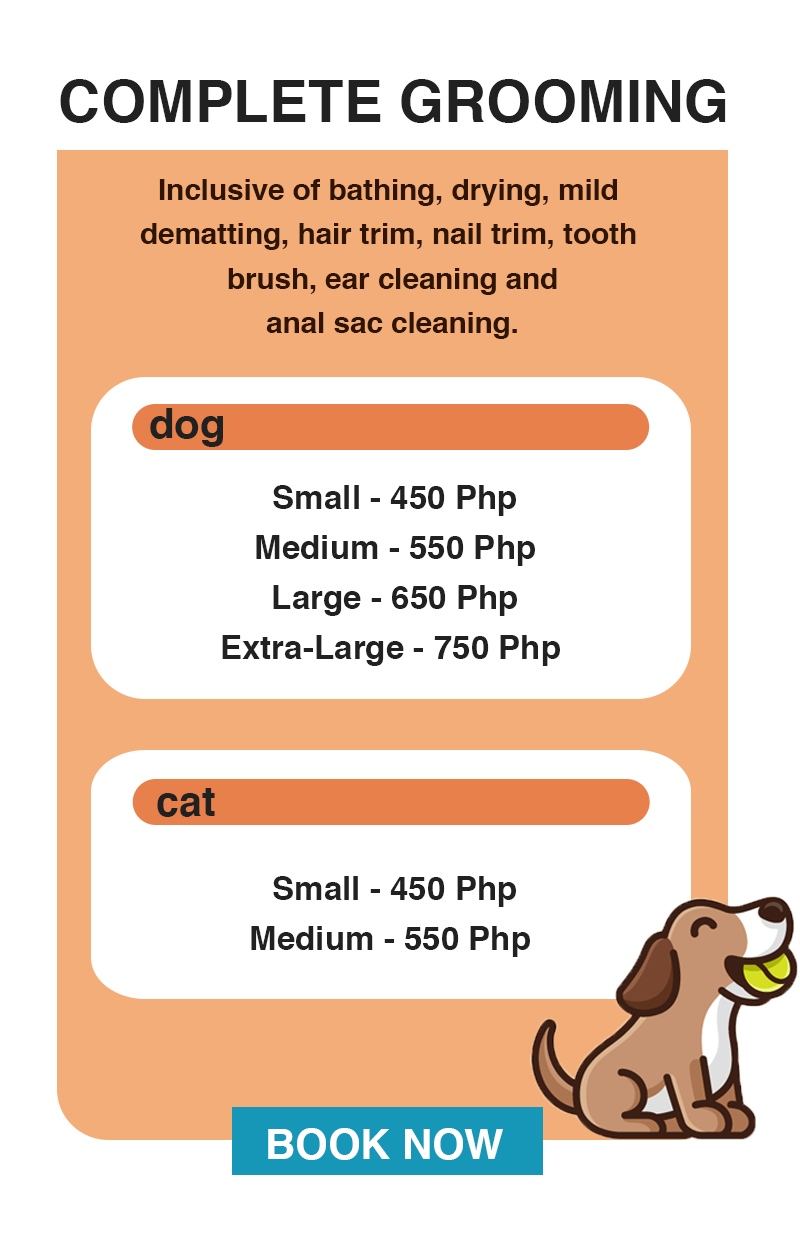 COMPLETE GROOMING
Inclusive of bathing, drying, mild
dematting, hair trim, nail trim, tooth
brush, ear cleaning and
anal sac cleaning.
dog
Small - 450 Php
Medium - 550 Php
Large - 650 Php
Extra-Large - 750 Php
cat
Small - 450 Php
Medium - 550 Php
BOOK NOW